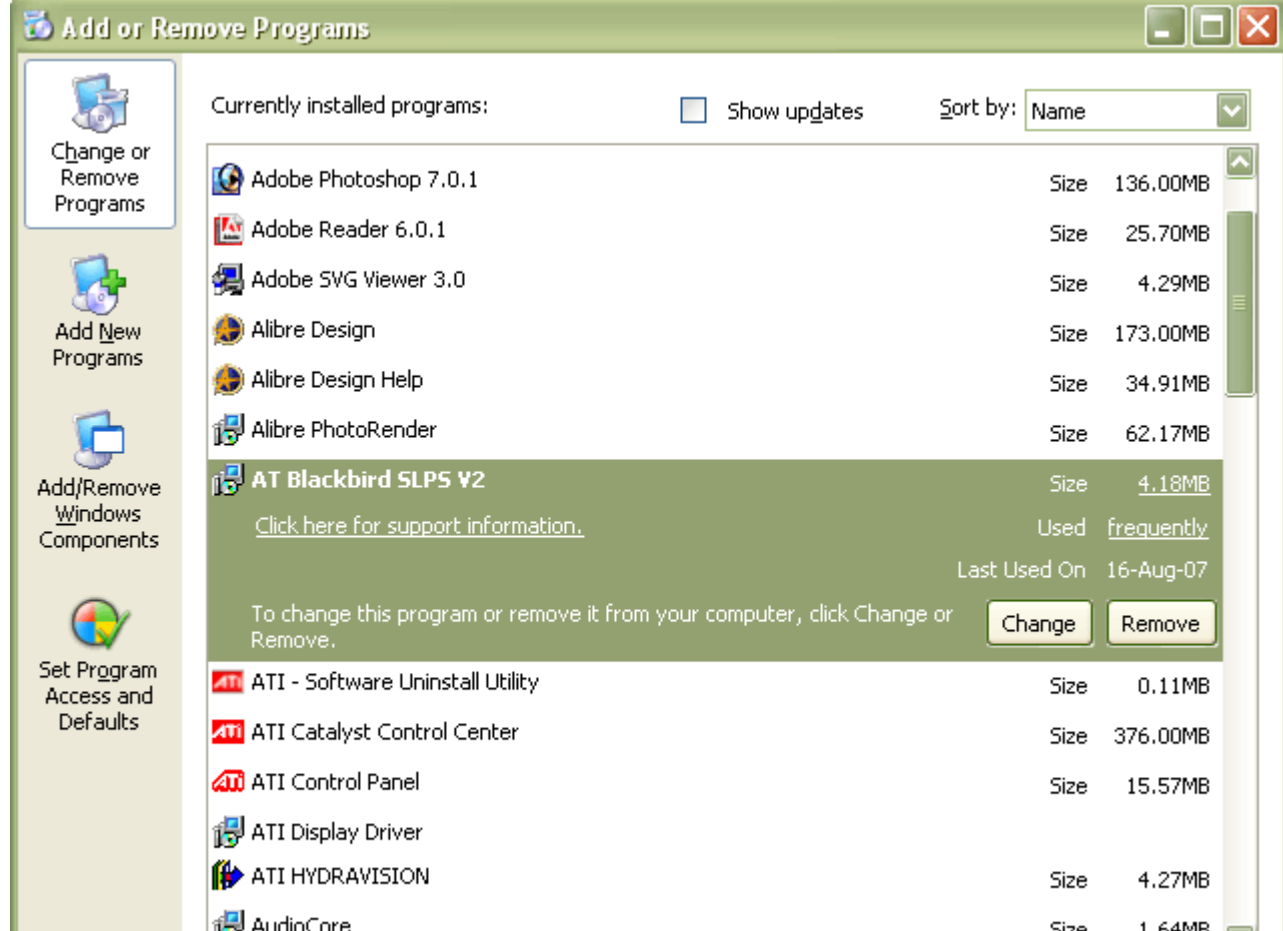 Add or Remove Programs
Change or
Remove
Programs
Add New
Programs
Add/Remove
Windows
Components
Set Program
Access and
Defaults
Currently installed programs: Show updates Sort by: Name
Adobe Photoshop 7.0.1 Size 136.00MB
Adobe Reader 6.0.1 Size 25.70MB
Adobe SVG Viewer 3.0 Size 4.29MB
Alibre Design Size 173.00MB
Alibre Design Help Size 34.91MB
Alibre PhotoRender Size 62.17MB
AT Blackbird SLPS V2 Size 4.18MB
Click here for support information. Used frequently
Last Used On 16-Aug-07
To change this program or remove it from your computer, click Change or
Remove. Change Remove
ATI - Software Uninstall Utility Size 0.11MB
ATI Catalyst Control Center Size 376.00MB
ATI Control Panel Size 15.57MB
ATI Display Driver
ATI HYDRAVISION Size 4.27MB
AudioCore Size 1.64MB